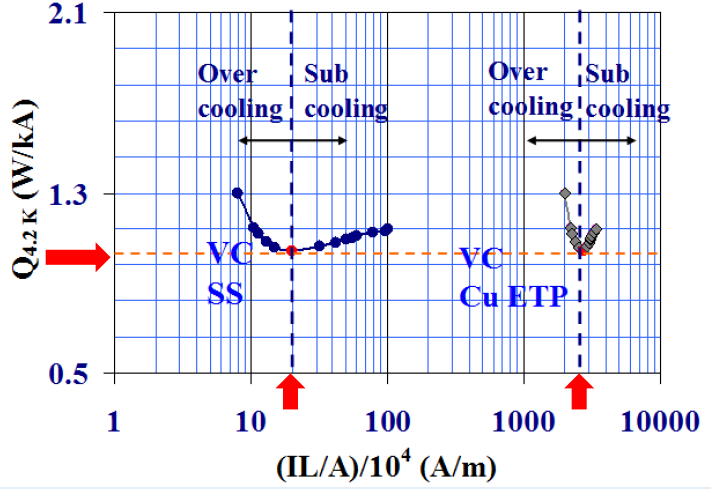 2.1
Over
cooling
Sub
cooling
Over
cooling
Sub
cooling
Q4.2 K (W/kA)
1.3
VC
SS
VC
Cu ETP
0.5
1 10 100 1000 10000
(IL/A)/10⁴ (A/m)